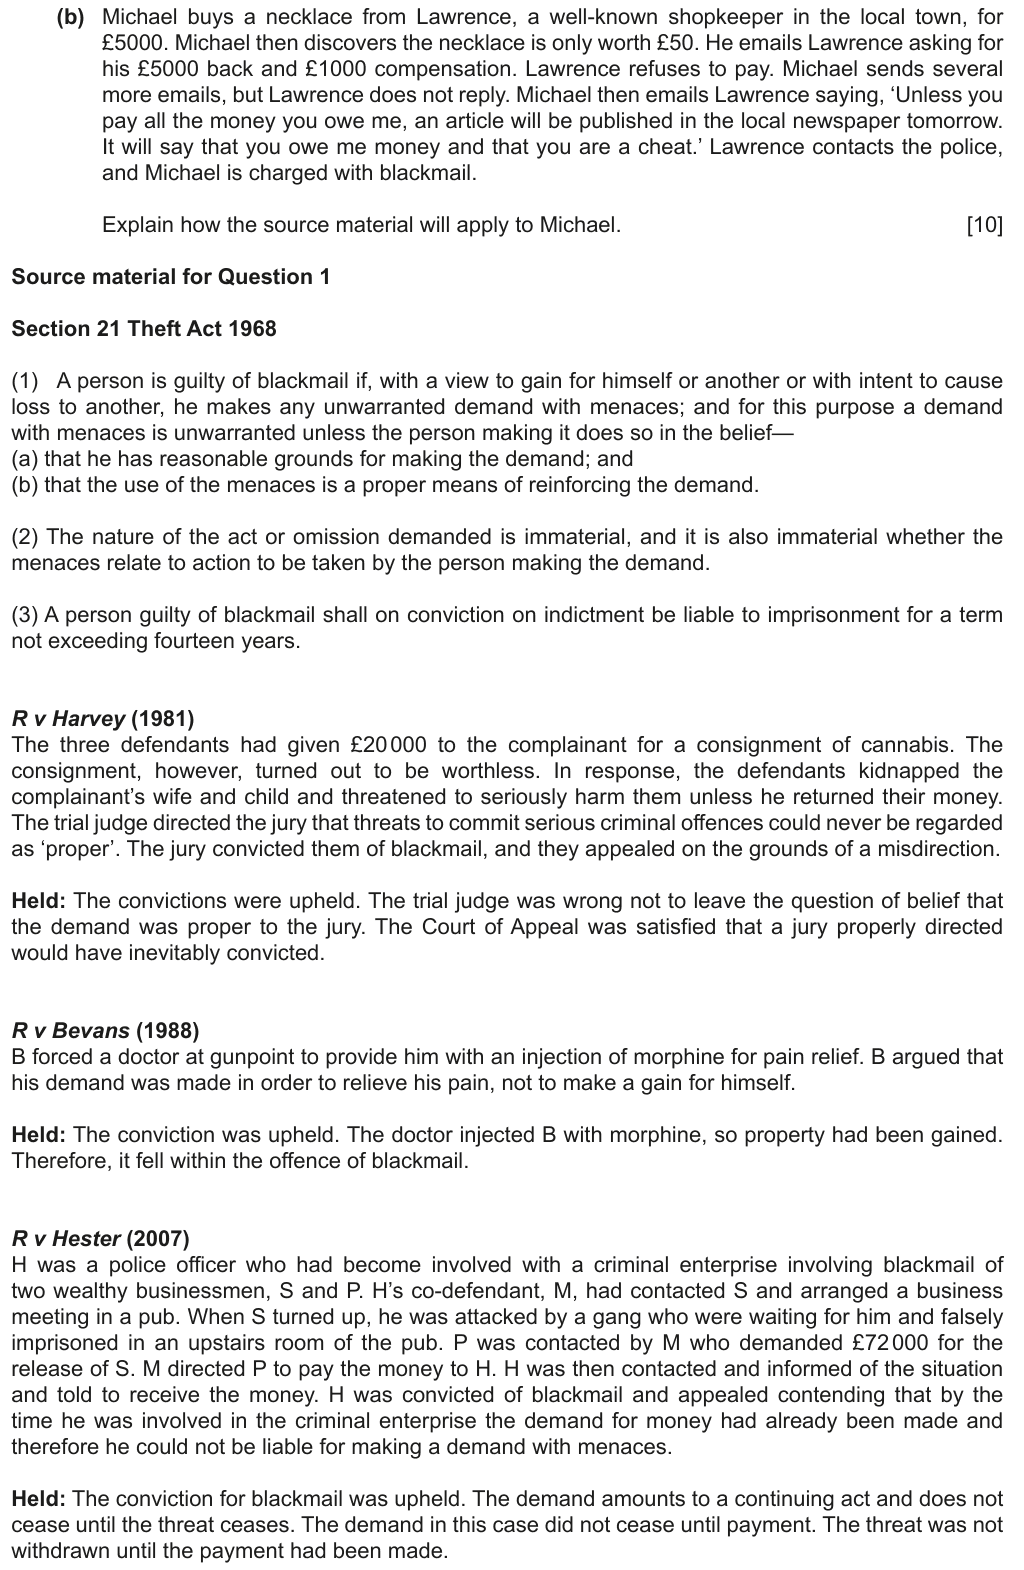 (b) Michael buys a necklace from Lawrence, a well-known shopkeeper in the local town, for
£5000. Michael then discovers the necklace is only worth £50. He emails Lawrence asking for
his £5000 back and £1000 compensation. Lawrence refuses to pay. Michael sends several
more emails, but Lawrence does not reply. Michael then emails Lawrence saying, ‘Unless you
pay all the money you owe me, an article will be published in the local newspaper tomorrow.
It will say that you owe me money and that you are a cheat.’ Lawrence contacts the police,
and Michael is charged with blackmail.
Explain how the source material will apply to Michael. [10]
Source material for Question 1
Section 21 Theft Act 1968
(1) A person is guilty of blackmail if, with a view to gain for himself or another or with intent to cause
loss to another, he makes any unwarranted demand with menaces; and for this purpose a demand
with menaces is unwarranted unless the person making it does so in the belief—
(a) that he has reasonable grounds for making the demand; and
(b) that the use of the menaces is a proper means of reinforcing the demand.
(2) The nature of the act or omission demanded is immaterial, and it is also immaterial whether the
menaces relate to action to be taken by the person making the demand.
(3) A person guilty of blackmail shall on conviction on indictment be liable to imprisonment for a term
not exceeding fourteen years.
R v Harvey (1981)
The three defendants had given £20 000 to the complainant for a consignment of cannabis. The
consignment, however, turned out to be worthless. In response, the defendants kidnapped the
complainant’s wife and child and threatened to seriously harm them unless he returned their money.
The trial judge directed the jury that threats to commit serious criminal offences could never be regarded
as ‘proper’. The jury convicted them of blackmail, and they appealed on the grounds of a misdirection.
Held: The convictions were upheld. The trial judge was wrong not to leave the question of belief that
the demand was proper to the jury. The Court of Appeal was satisfied that a jury properly directed
would have inevitably convicted.
R v Bevans (1988)
B forced a doctor at gunpoint to provide him with an injection of morphine for pain relief. B argued that
his demand was made in order to relieve his pain, not to make a gain for himself.
Held: The conviction was upheld. The doctor injected B with morphine, so property had been gained.
Therefore, it fell within the offence of blackmail.
R v Hester (2007)
H was a police officer who had become involved with a criminal enterprise involving blackmail of
two wealthy businessmen, S and P. H’s co-defendant, M, had contacted S and arranged a business
meeting in a pub. When S turned up, he was attacked by a gang who were waiting for him and falsely
imprisoned in an upstairs room of the pub. P was contacted by M who demanded £72 000 for the
release of S. M directed P to pay the money to H. H was then contacted and informed of the situation
and told to receive the money. H was convicted of blackmail and appealed contending that by the
time he was involved in the criminal enterprise the demand for money had already been made and
therefore he could not be liable for making a demand with menaces.
Held: The conviction for blackmail was upheld. The demand amounts to a continuing act and does not
cease until the threat ceases. The demand in this case did not cease until payment. The threat was not
withdrawn until the payment had been made.